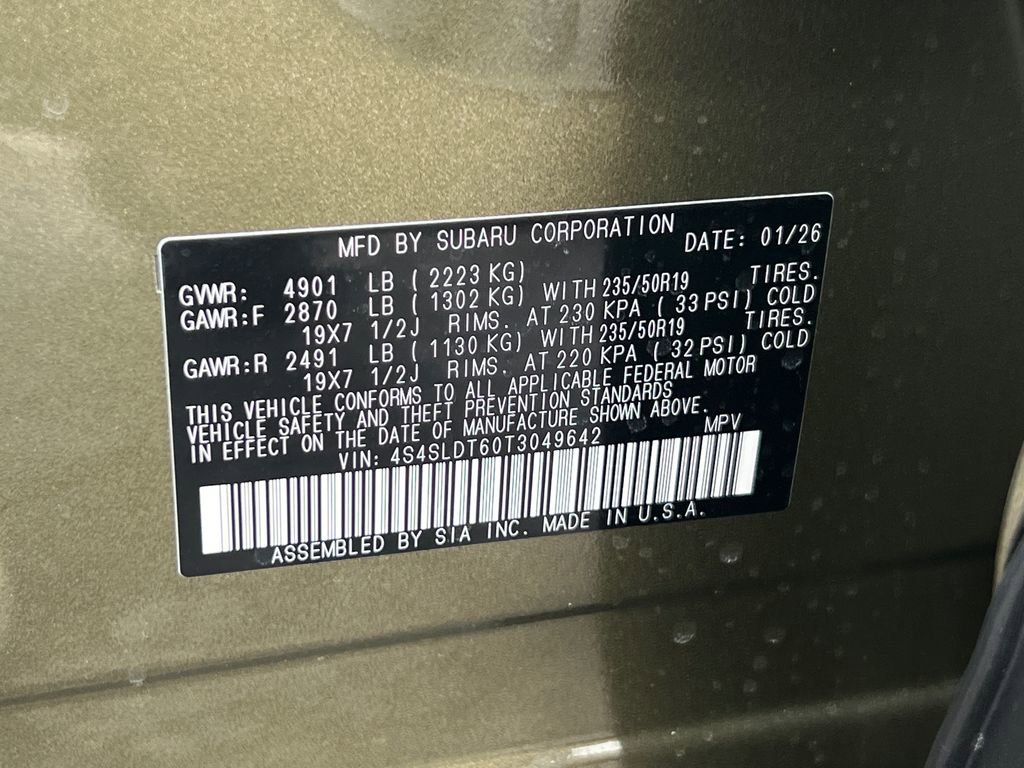 MFD BY SUBARU CORPORATION DATE: 01/26
GVWR: 4901 LB ( 2223 KG)
GAWR:F 2870 LB ( 1302 KG) WITH 235/50R19 TIRES.
19X7 1/2J RIMS. AT 230 KPA ( 33 PSI) COLD
GAWR:R 2491 LB ( 1130 KG) WITH 235/50R19 TIRES.
19X7 1/2J RIMS. AT 220 KPA ( 32 PSI) COLD
THIS VEHICLE CONFORMS TO ALL APPLICABLE FEDERAL MOTOR
VEHICLE SAFETY AND THEFT PREVENTION STANDARDS
IN EFFECT ON THE DATE OF MANUFACTURE SHOWN ABOVE.
VIN: 4S4SLDT60T3049642 MPV
ASSEMBLED BY SIA INC. MADE IN U.S.A.